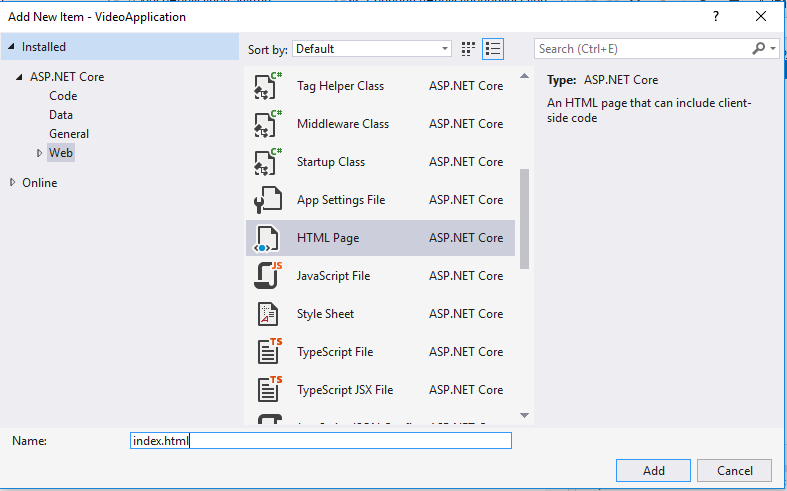 Add New Item - VideoApplication
?
Installed
Sort by: Default
Search (Ctrl+E)
ASP.NET Core
Code
Data
General
Web
Online
C# Tag Helper Class ASP.NET Core
C# Middleware Class ASP.NET Core
C# Startup Class ASP.NET Core
App Settings File ASP.NET Core
HTML Page ASP.NET Core
JS JavaScript File ASP.NET Core
Style Sheet ASP.NET Core
TS TypeScript File ASP.NET Core
TS TypeScript JSX File ASP.NET Core
Type: ASP.NET Core
An HTML page that can include client-
side code
Name: index.html
Add Cancel